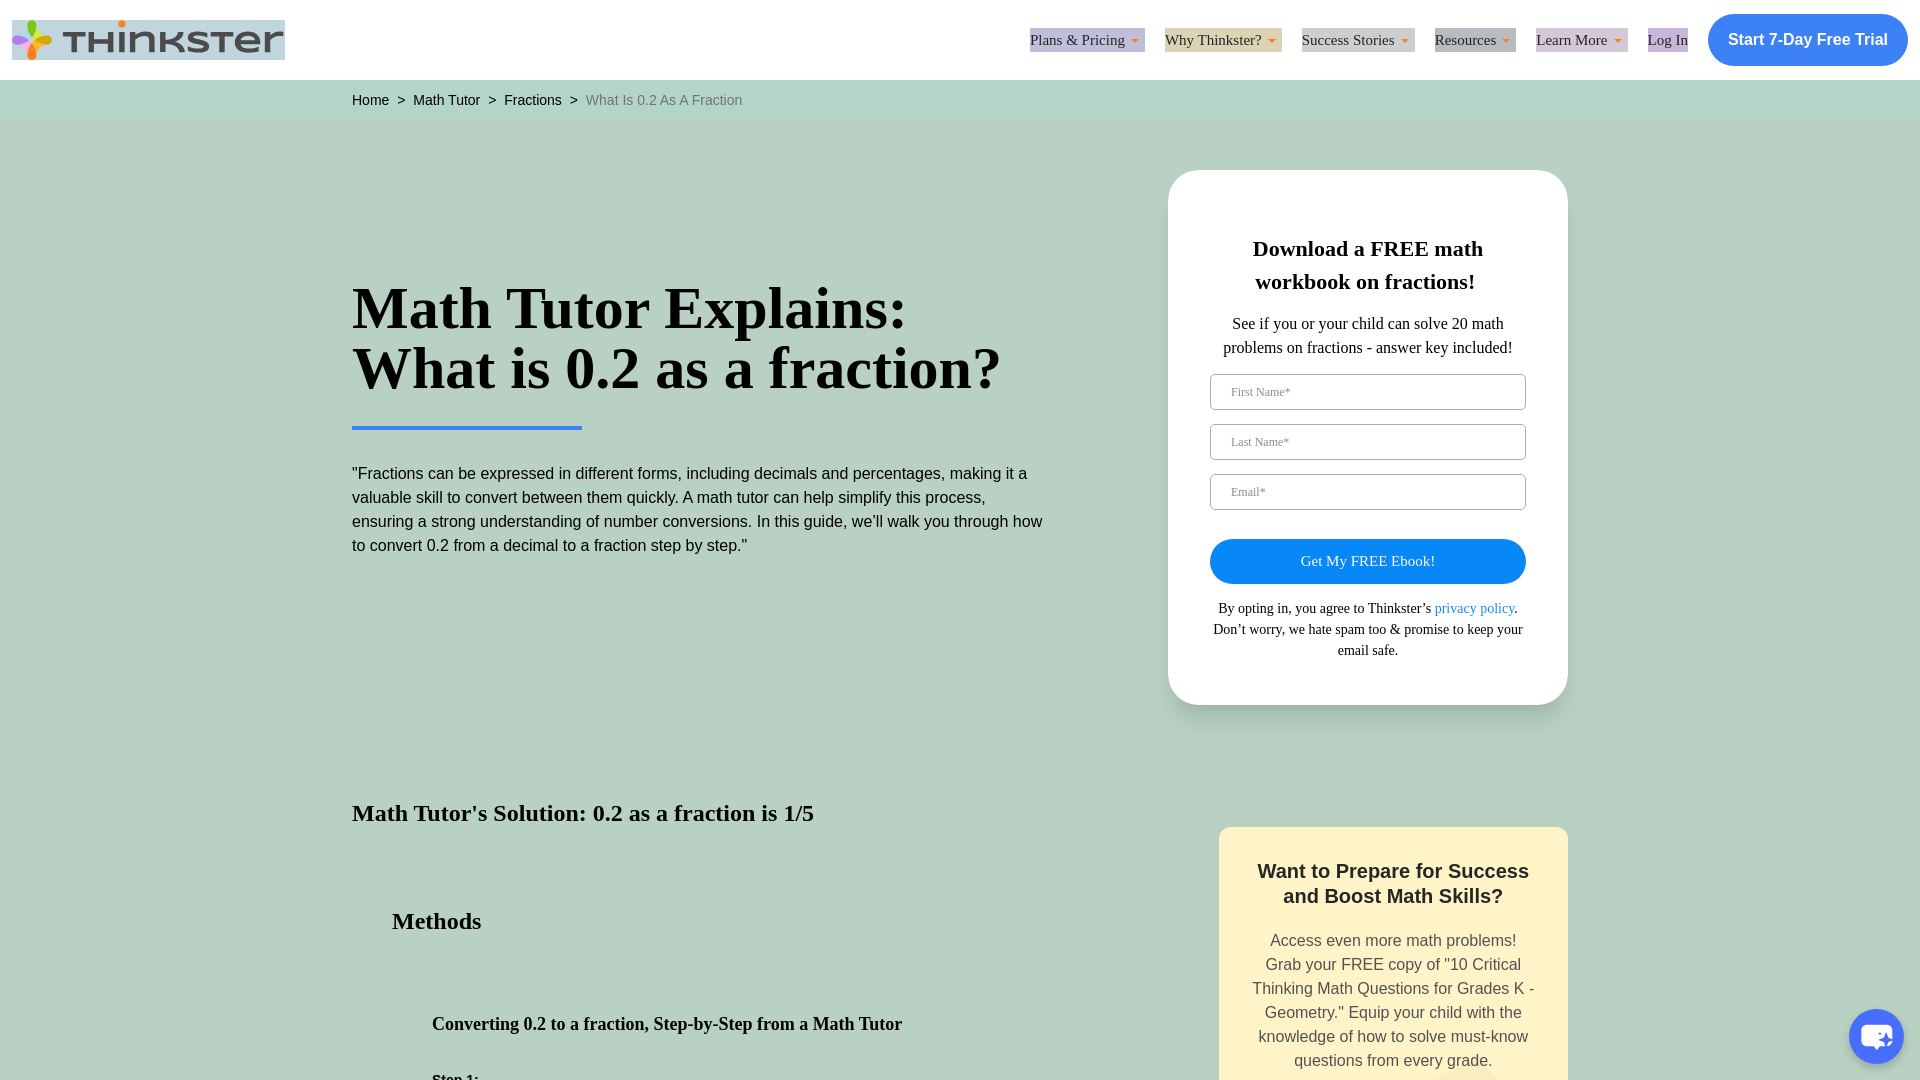 THINKSTER
Plans & Pricing
Why Thinkster?
Success Stories
Resources
Learn More
Log In
Start 7-Day Free Trial
Home > Math Tutor > Fractions > What Is 0.2 As A Fraction
Math Tutor Explains:
What is 0.2 as a fraction?
"Fractions can be expressed in different forms, including decimals and percentages, making it a
valuable skill to convert between them quickly. A math tutor can help simplify this process,
ensuring a strong understanding of number conversions. In this guide, we’ll walk you through how
to convert 0.2 from a decimal to a fraction step by step."
Download a FREE math
workbook on fractions!
See if you or your child can solve 20 math
problems on fractions - answer key included!
First Name*
Last Name*
Email*
Get My FREE Ebook!
By opting in, you agree to Thinkster’s privacy policy.
Don’t worry, we hate spam too & promise to keep your
email safe.
Math Tutor's Solution: 0.2 as a fraction is 1/5
Methods
Converting 0.2 to a fraction, Step-by-Step from a Math Tutor
Step 1:
Want to Prepare for Success
and Boost Math Skills?
Access even more math problems!
Grab your FREE copy of "10 Critical
Thinking Math Questions for Grades K -
Geometry." Equip your child with the
knowledge of how to solve must-know
questions from every grade.